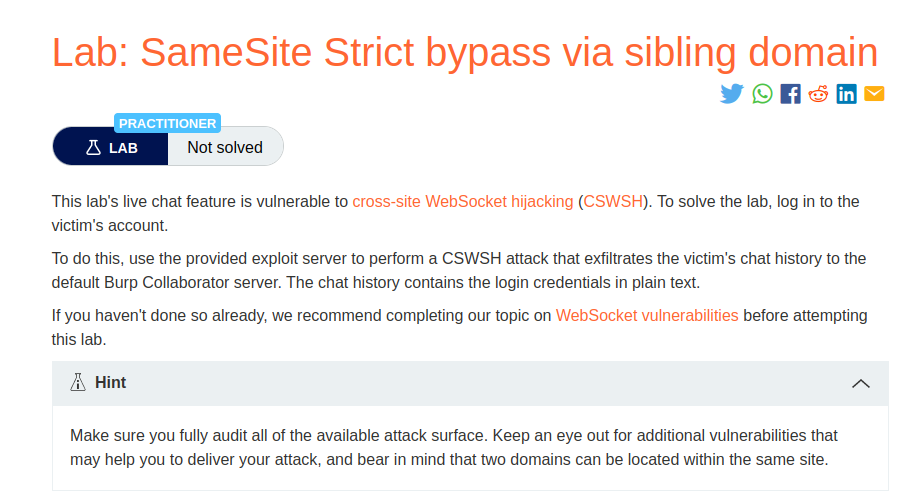 Lab: SameSite Strict bypass via sibling domain
PRACTITIONER
LAB
Not solved
This lab's live chat feature is vulnerable to cross-site WebSocket hijacking (CSWSH). To solve the lab, log in to the
victim's account.
To do this, use the provided exploit server to perform a CSWSH attack that exfiltrates the victim's chat history to the
default Burp Collaborator server. The chat history contains the login credentials in plain text.
If you haven't done so already, we recommend completing our topic on WebSocket vulnerabilities before attempting
this lab.
Hint
Make sure you fully audit all of the available attack surface. Keep an eye out for additional vulnerabilities that
may help you to deliver your attack, and bear in mind that two domains can be located within the same site.